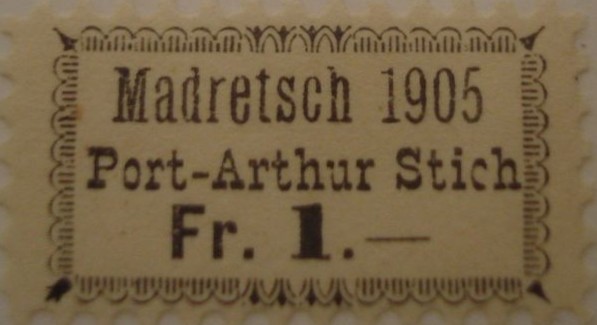 Madretsch 1905
Port-Arthur Stich
Fr. 1.—